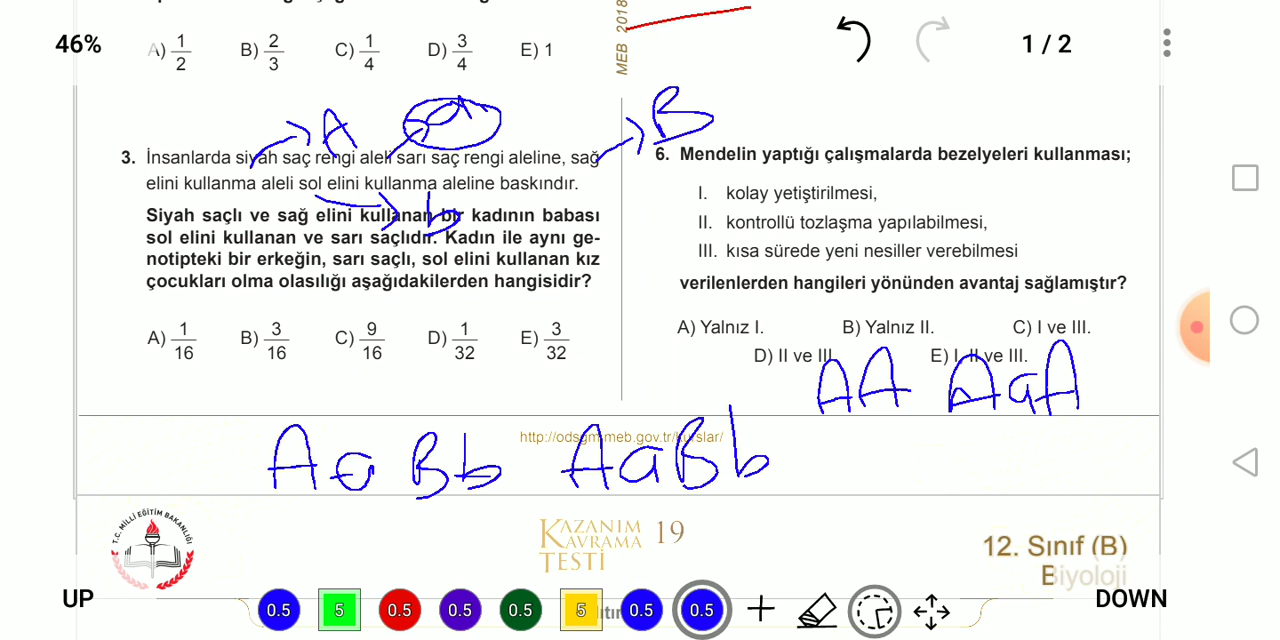 46%
A) 1/2 B) 2/3 C) 1/4 D) 3/4 E) 1
MEB 2018
1 / 2
A a B
3. İnsanlarda siyah saç rengi aleli sarı saç rengi aleline, sağ
elini kullanma aleli sol elini kullanma aleline baskındır.
b
Siyah saçlı ve sağ elini kullanan bir kadının babası
sol elini kullanan ve sarı saçlıdır. Kadın ile aynı ge-
notipteki bir erkeğin, sarı saçlı, sol elini kullanan kız
çocukları olma olasılığı aşağıdakilerden hangisidir?
A) 1/16 B) 3/16 C) 9/16 D) 1/32 E) 3/32
6. Mendelin yaptığı çalışmalarda bezelyeleri kullanması;
I. kolay yetiştirilmesi,
II. kontrollü tozlaşma yapılabilmesi,
III. kısa sürede yeni nesiller verebilmesi
verilenlerden hangileri yönünden avantaj sağlamıştır?
A) Yalnız I. B) Yalnız II. C) I ve III.
D) II ve III. E) I, II ve III.
AA AaA
http://odsgm.meb.gov.tr/kurslar/
Aa Bb AaBb
T.C. MİLLİ EĞİTİM BAKANLIĞI
KAZANIM
KAVRAMA
TESTİ
19
12. Sınıf (B)
Biyoloji
UP
0.5 5 0.5 0.5 0.5 5 0.5 0.5
DOWN